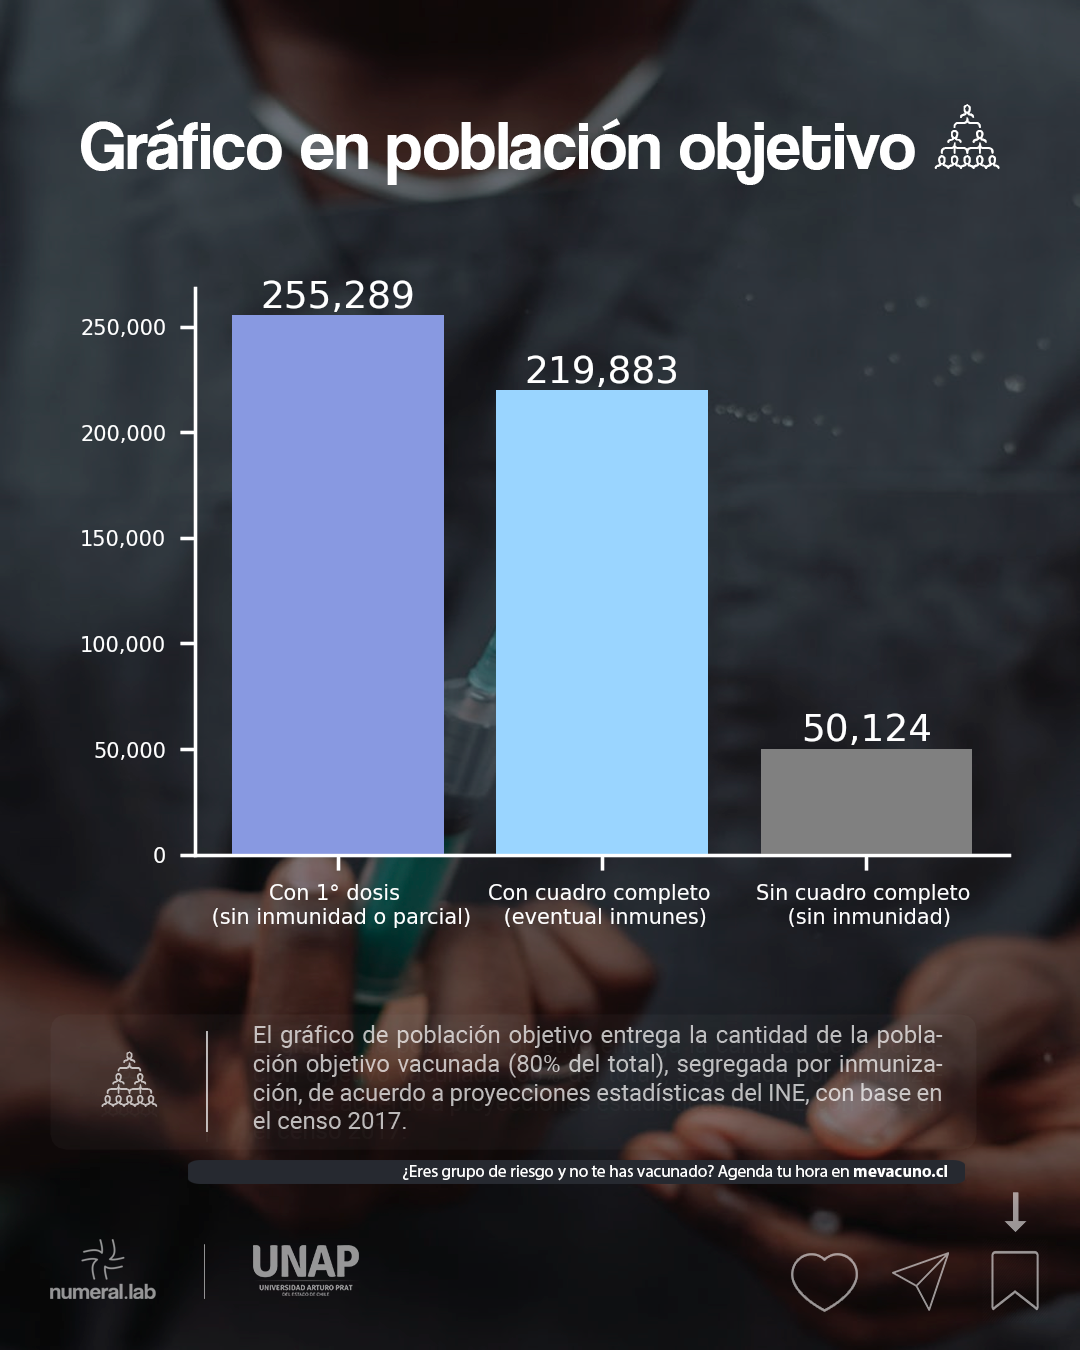 Gráfico en población objetivo
255,289
219,883
50,124
250,000
200,000
150,000
100,000
50,000
0
Con 1° dosis
(sin inmunidad o parcial)
Con cuadro completo
(eventual inmunes)
Sin cuadro completo
(sin inmunidad)
El gráfico de población objetivo entrega la cantidad de la pobla-
ción objetivo vacunada (80% del total), segregada por inmuniza-
ción, de acuerdo a proyecciones estadísticas del INE, con base en
el censo 2017.
¿Eres grupo de riesgo y no te has vacunado? Agenda tu hora en mevacuno.cl
numeral.lab
UNAP
UNIVERSIDAD ARTURO PRAT
DEL ESTADO DE CHILE